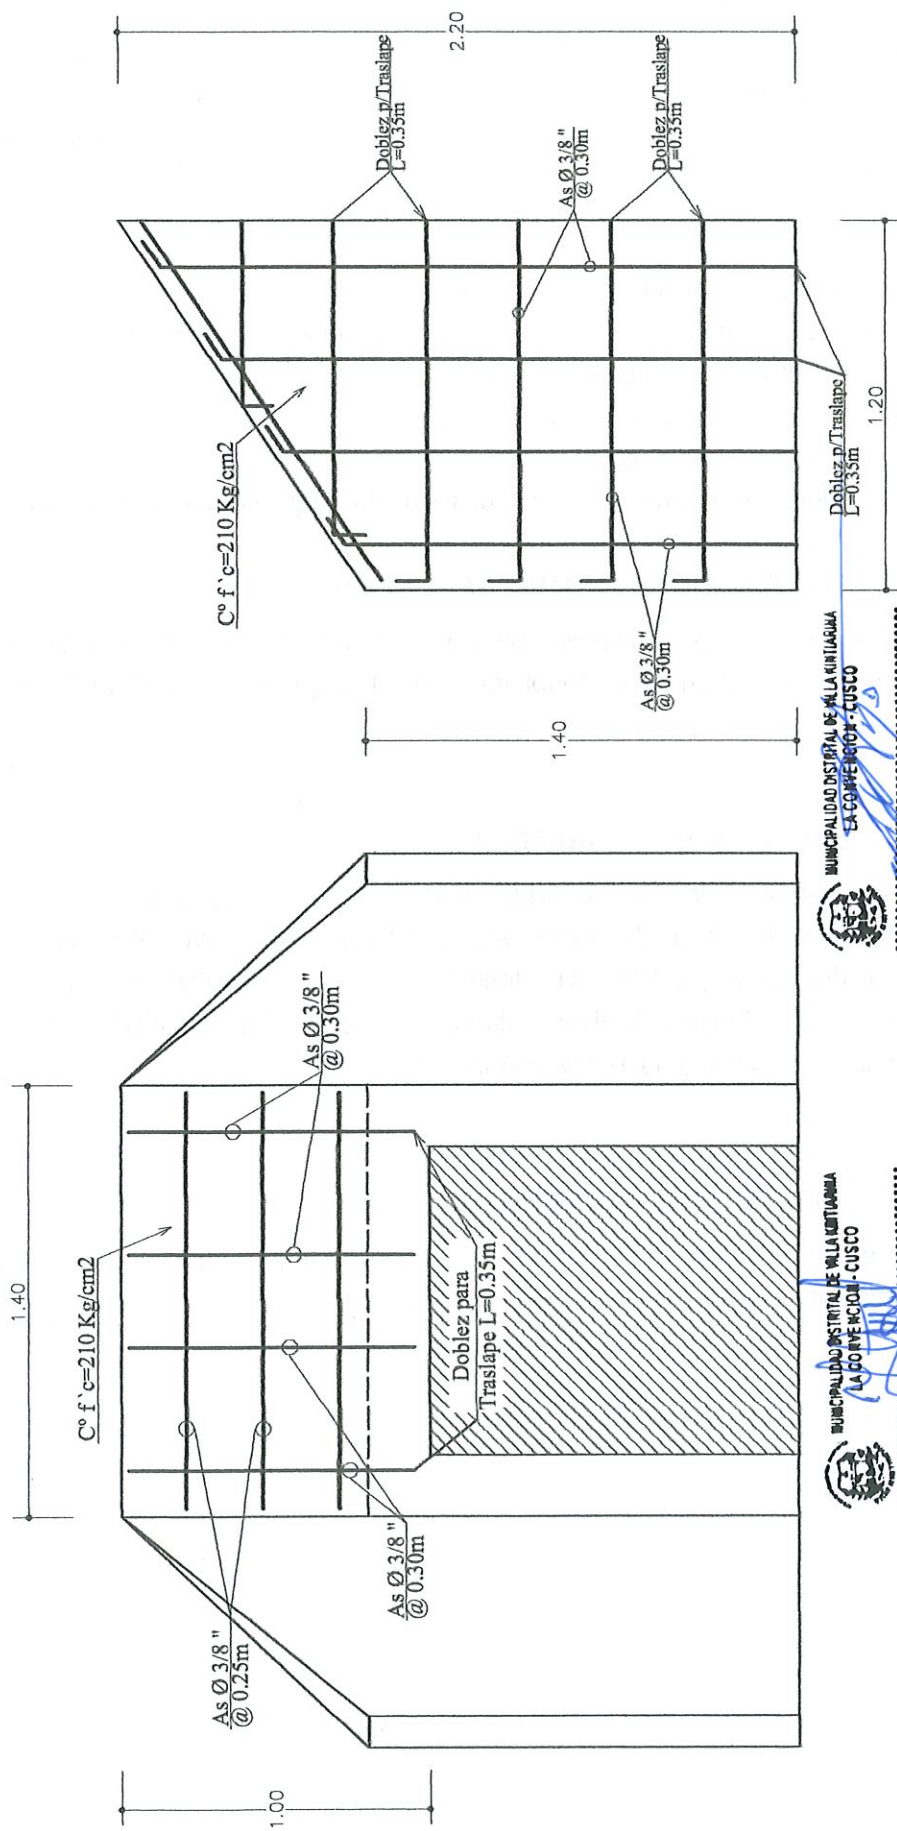 1.40
C° f`c=210 Kg/cm2
As Ø 3/8 "
@ 0.25m
As Ø 3/8 "
@ 0.30m
As Ø 3/8 "
@ 0.30m
Doblez para
Traslape L=0.35m
1.00
C° f`c=210 Kg/cm2
2.20
Doblez p/Traslape
L=0.35m
As Ø 3/8 "
@ 0.30m
Doblez p/Traslape
L=0.35m
As Ø 3/8 "
@ 0.30m
Doblez p/Traslape
L=0.35m
1.40
1.20
MUNICIPALIDAD DISTRITAL DE VILLA KINTIARINA
LA CONVENCION - CUSCO
MUNICIPALIDAD DISTRITAL DE VILLA KINTIARINA
LA CONVENCION - CUSCO